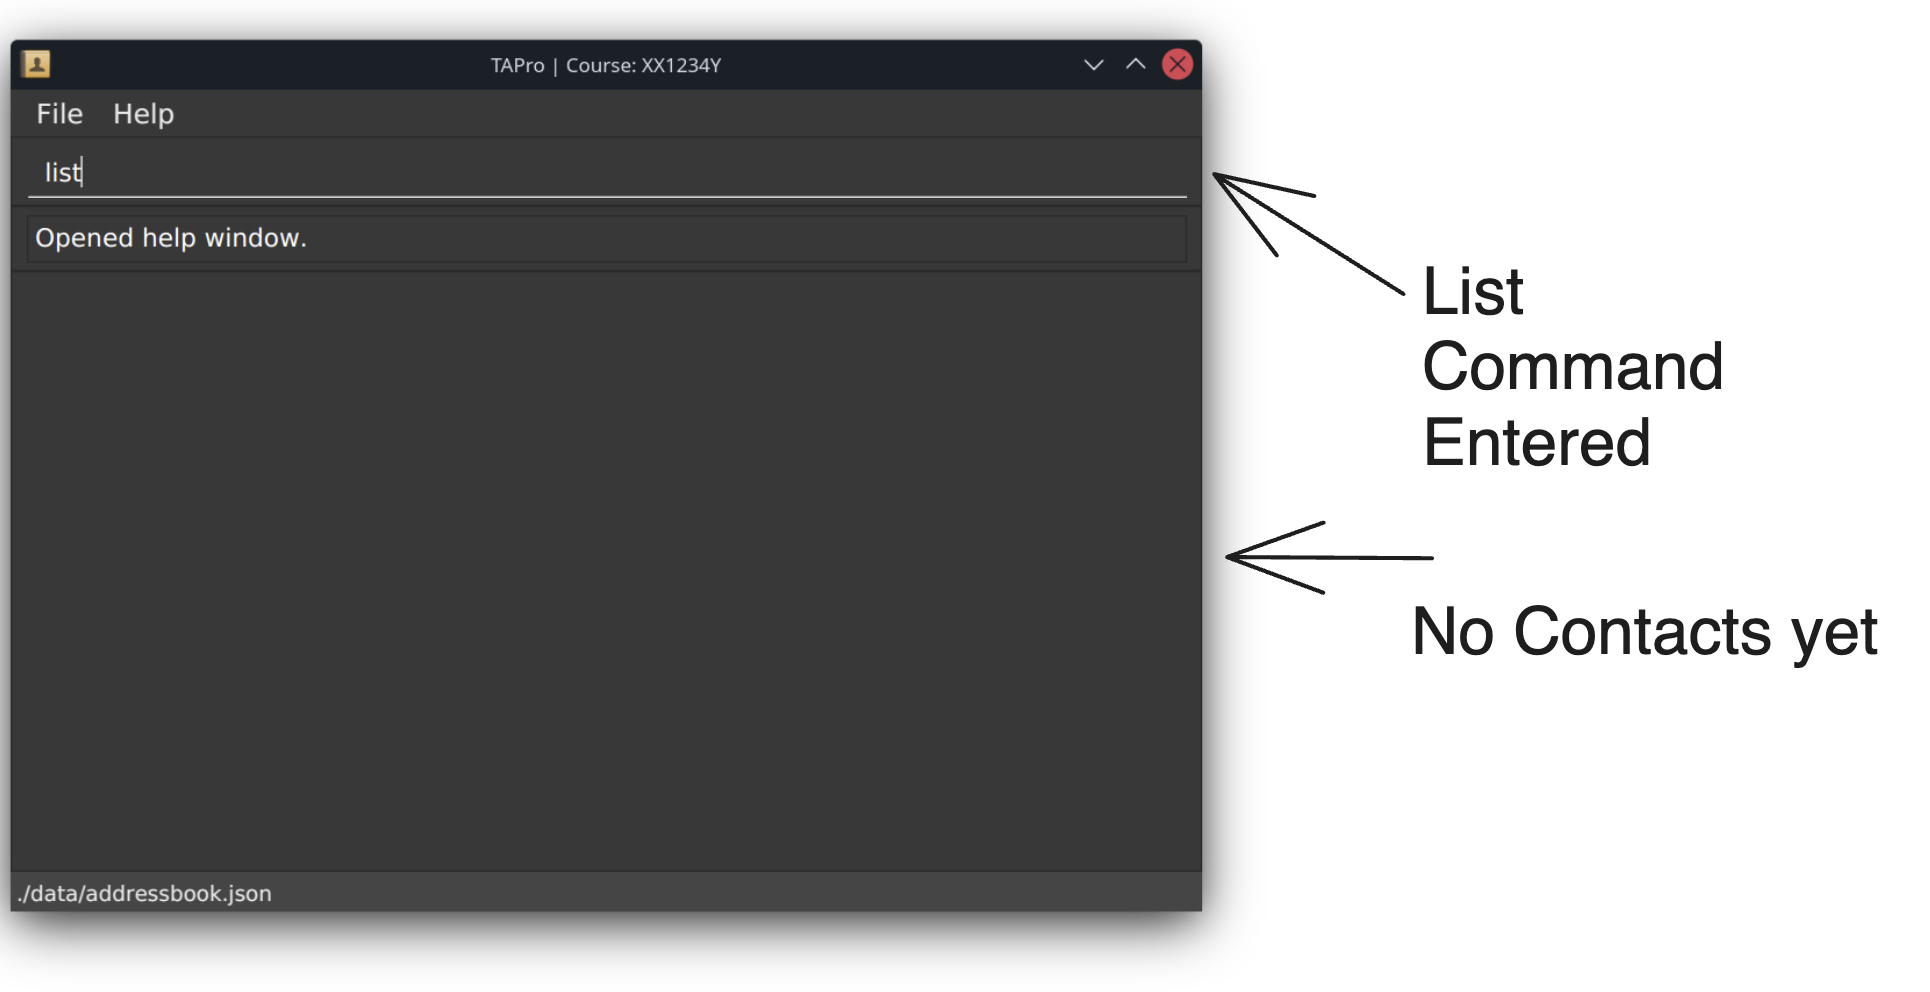 TAPro | Course: XX1234Y
File Help
list
Opened help window.
List
Command
Entered
No Contacts yet
./data/addressbook.json